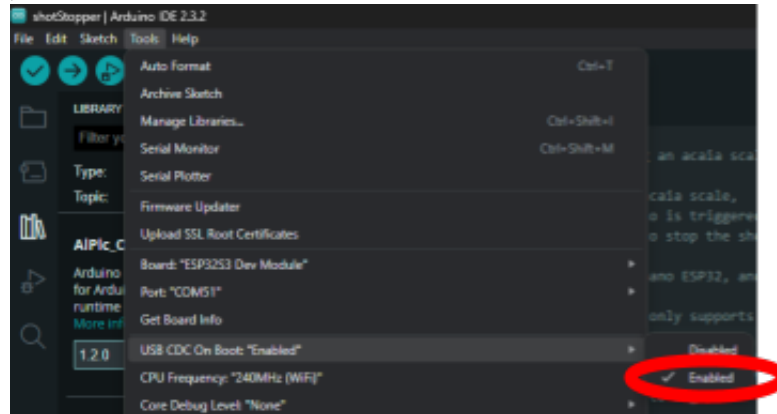 shotStopper | Arduino IDE 2.3.2
File Edit Sketch Tools Help
Auto Format Ctrl+T
Archive Sketch
LIBRARY
Manage Libraries... Ctrl+Shift+I
Filter yo
Serial Monitor Ctrl+Shift+M
an acaia sca
Type:
Serial Plotter
Topic:
caia scale,
Firmware Updater
o is triggere
Upload SSL Root Certificates
o stop the sh
AlPlc_
Board: "ESP32S3 Dev Module"
Arduino
ano ESP32, an
for Ardui
Port: "COM51"
runtime
Get Board Info
only supports
More inf
USB CDC On Boot: "Enabled"
Disabled
1.2.0
CPU Frequency: "240MHz (WiFi)"
Enabled
Core Debug Level: "None"